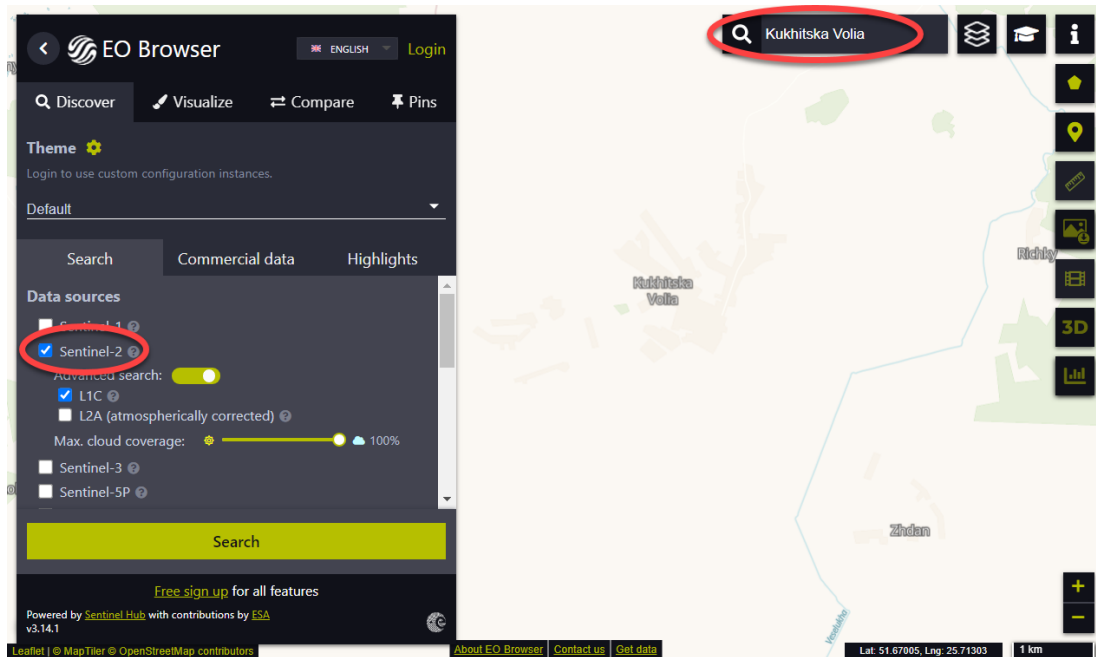 EO Browser
ENGLISH
Login
Kukhitska Volia
Discover
Visualize
Compare
Pins
Theme
Login to use custom configuration instances.
Default
Search
Commercial data
Highlights
Data sources
Sentinel-1
Sentinel-2
Advanced search:
L1C
L2A (atmospherically corrected)
Max. cloud coverage:
100%
Sentinel-3
Sentinel-5P
Search
Free sign up for all features
Powered by Sentinel Hub with contributions by ESA
v3.14.1
Leaflet | © MapTiler © OpenStreetMap contributors
About EO Browser
Contact us
Get data
Kukhitska
Volia
Richky
Zhdan
Veselukha
3D
Lat: 51.67005, Lng: 25.71303
1 km